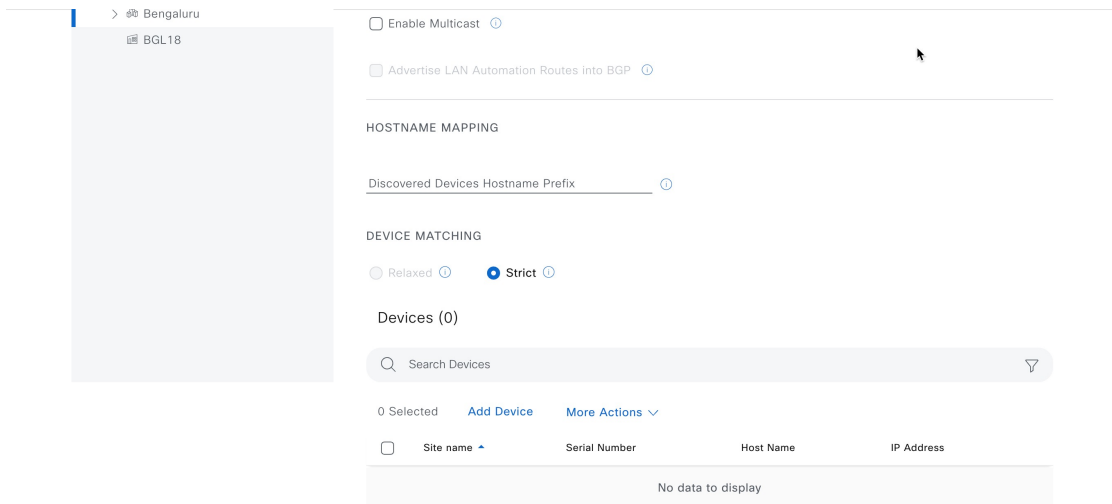 Bengaluru
BGL18
Enable Multicast
Advertise LAN Automation Routes into BGP
HOSTNAME MAPPING
Discovered Devices Hostname Prefix
DEVICE MATCHING
Relaxed Strict
Devices (0)
Search Devices
0 Selected Add Device More Actions
Site name Serial Number Host Name IP Address
No data to display